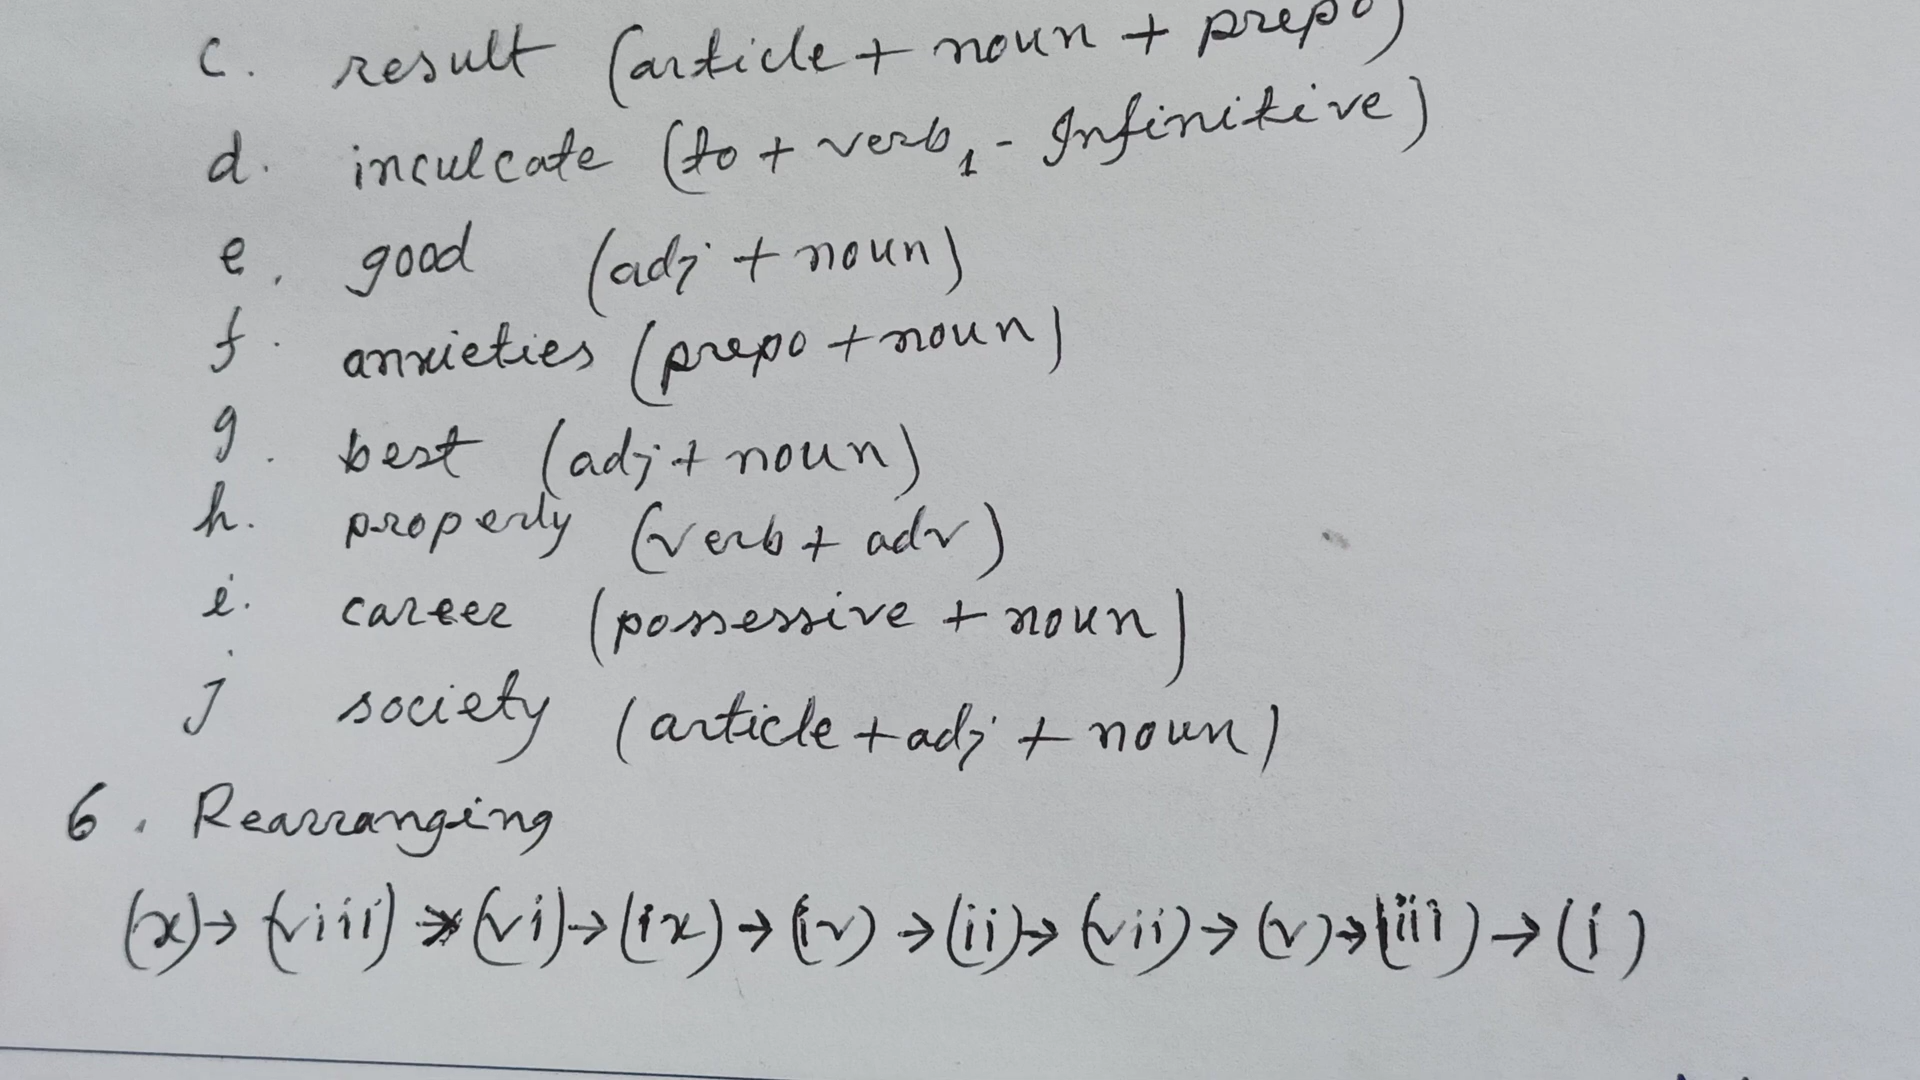 c. result (article + noun + prepo)
d. inculcate (to + verb1 - Infinitive)
e. good (adj + noun)
f. anxieties (prepo + noun)
g. best (adj + noun)
h. properly (verb + adv)
i. career (possessive + noun)
j society (article + adj + noun)
6. Rearranging
(x) → (viii) → (vi) → (ix) → (iv) → (ii) → (vii) → (v) → (iii) → (i)